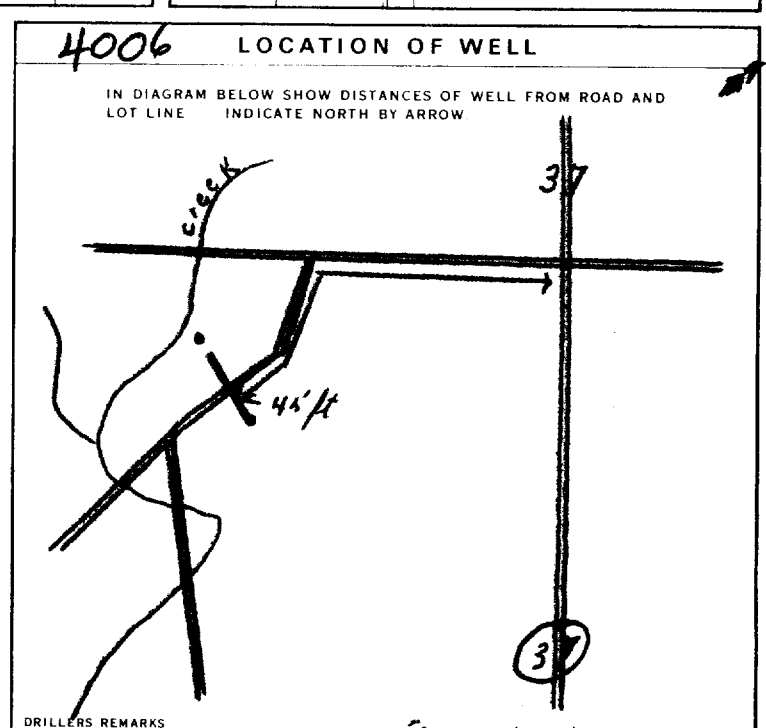 4006 LOCATION OF WELL
IN DIAGRAM BELOW SHOW DISTANCES OF WELL FROM ROAD AND
LOT LINE INDICATE NORTH BY ARROW.
creek
37
45' ft
37
DRILLERS REMARKS